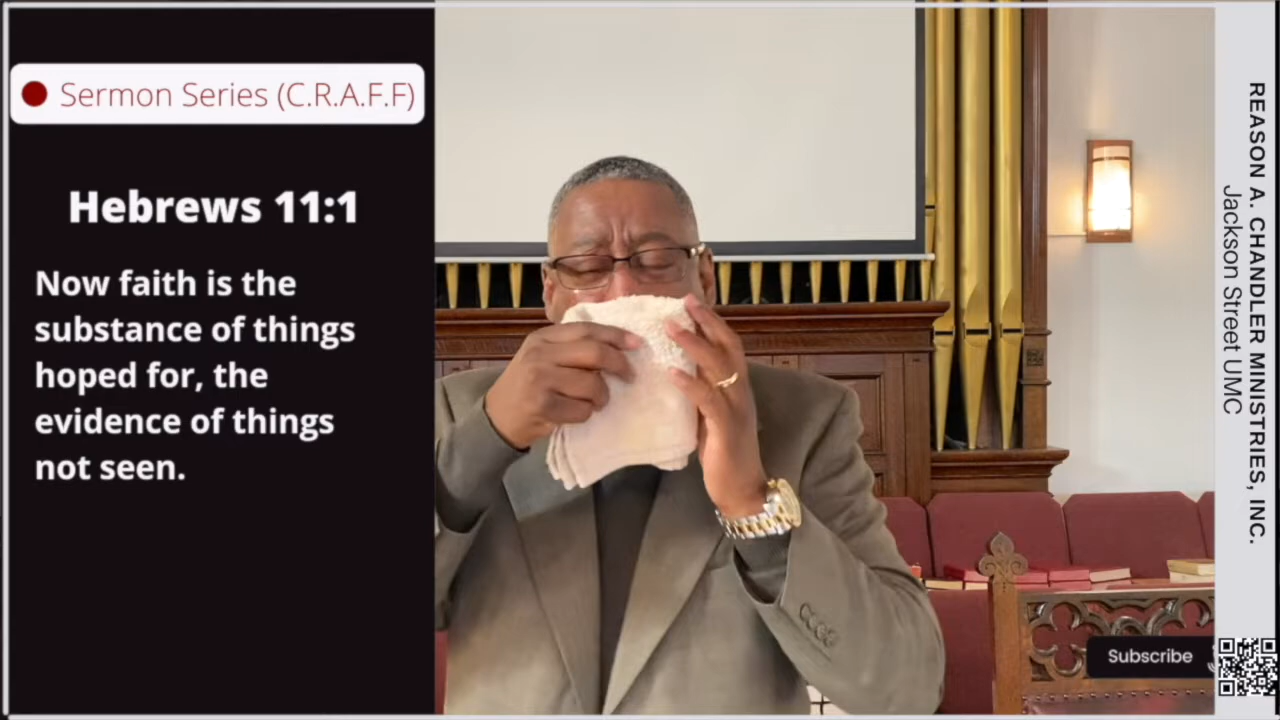 Sermon Series (C.R.A.F.F)
Hebrews 11:1
Now faith is the
substance of things
hoped for, the
evidence of things
not seen.
REASON A. CHANDLER MINISTRIES, INC.
Jackson Street UMC
Subscribe